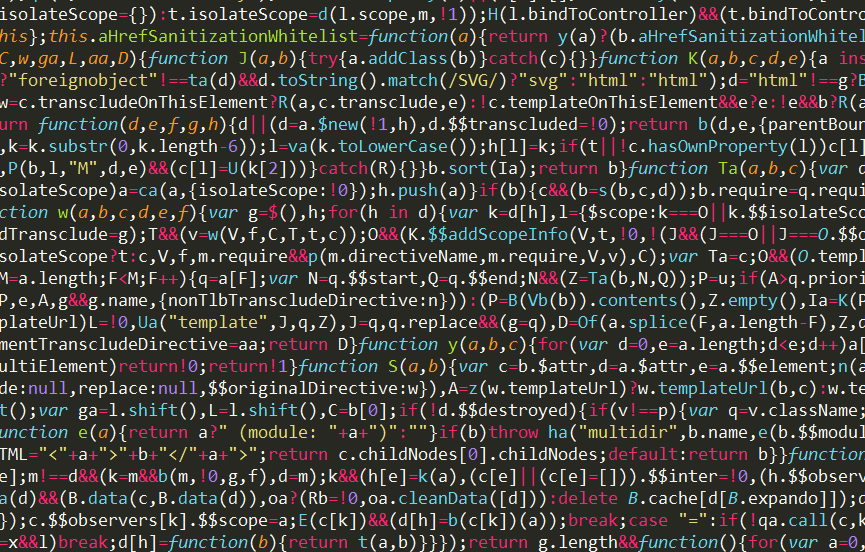 isolateScope={}):t.isolateScope=d(l.scope,m,!1));H(l.bindToController)&&(t.bindToContro
his};this.aHrefSanitizationWhitelist=function(a){return y(a)?(b.aHrefSanitizationWhitel
C,w,ga,L,aa,D){function J(a,b){try{a.addClass(b)}catch(c){}}function K(a,b,c,d,e){a ins
?"foreignobject"!==ta(d)&&d.toString().match(/SVG/)?"svg":"html":"html");d="html"!==g?B
w=c.transcludeOnThisElement?R(a,c.transclude,e):!c.templateOnThisElement&&e?e:!e&&b?R(a
urn function(d,e,f,g,h){d||(d=a.$new(!1,h),d.$$transcluded=!0);return b(d,e,{parentBoun
,k=k.substr(0,k.length-6));l=va(k.toLowerCase());h[l]=k;if(t||!c.hasOwnProperty(l))c[l]
,P(b,l,"M",d,e)&&(c[l]=U(k[2]))}catch(R){}}b.sort(Ia);return b}function Ta(a,b,c){var d
solateScope)a=ca(a,{isolateScope:!0});h.push(a)}if(b){c&&(b=s(b,c,d));b.require=q.requi
ction w(a,b,c,d,e,f){var g=$(),h;for(h in d){var k=d[h],l={$scope:k===O||k.$$isolateSco
dTransclude=g);T&&(v=w(V,f,C,T,t,c));O&&(K.$$addScopeInfo(V,t,!0,!(J&&(J===O||J===O.$$o
solateScope?t:c,V,f,m.require&&p(m.directiveName,m.require,V,v),C);var Ta=c;O&&(O.templ
M=a.length;F<M;F++){q=a[F];var N=q.$$start,Q=q.$$end;N&&(Z=Ta(b,N,Q));P=u;if(A>q.priori
P,e,A,g&&g.name,{nonTlbTranscludeDirective:n})):(P=B(Vb(b)).contents(),Z.empty(),Ia=K(P
plateUrl)L=!0,Ua("template",J,q,Z),J=q,q.replace&&(g=q),D=Of(a.splice(F,a.length-F),Z,c
mentTranscludeDirective=aa;return D}function y(a,b,c){for(var d=0,e=a.length;d<e;d++)a[
ultiElement)return!0;return!1}function S(a,b){var c=b.$attr,d=a.$attr,e=a.$$element;n(a
de:null,replace:null,$$originalDirective:w}),A=z(w.templateUrl)?w.templateUrl(b,c):w.te
t();var ga=l.shift(),L=l.shift(),C=b[0];if(!d.$$destroyed){if(v!==p){var q=v.className;
unction e(a){return a?" (module: "+a+")":""}if(b)throw ha("multidir",b.name,e(b.$$modul
TML="<"+a+">"+b+"</"+a+">";return c.childNodes[0].childNodes;default:return b}}function
e];m!==d&&(k=m&&b(m,!0,g,f),d=m);k&&(h[e]=k(a),(c[e]||(c[e]=[])).$$inter=!0,(h.$$observ
a(d)&&(B.data(c,B.data(d)),oa?(Rb=!0,oa.cleanData([d])):delete B.cache[d[B.expando]]);c
});c.$$observers[k].$$scope=a;E(c[k])&&(d[h]=b(c[k])(a));break;case "=":if(!qa.call(c,k
=x&&l)break;d[h]=function(b){return t(a,b)}}});return g.length&&function(){for(var a=0,